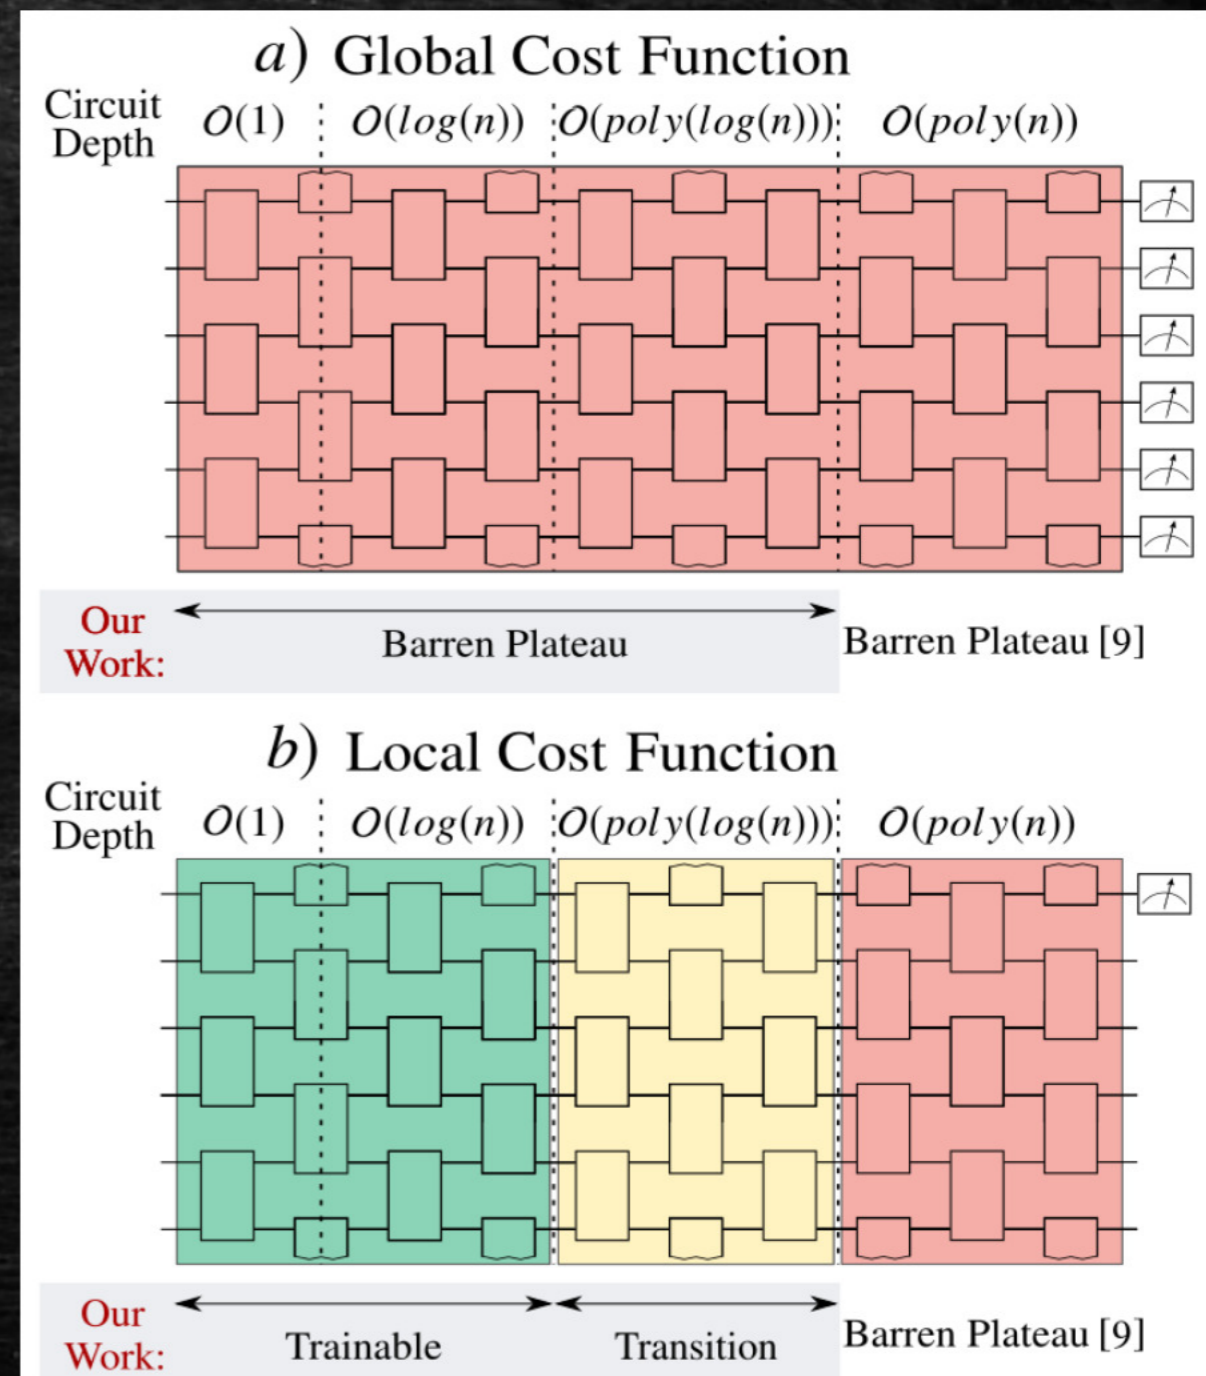 a) Global Cost Function
Circuit Depth
O(1) O(log(n)) O(poly(log(n))) O(poly(n))
Our Work:
Barren Plateau
Barren Plateau [9]
b) Local Cost Function
Circuit Depth
O(1) O(log(n)) O(poly(log(n))) O(poly(n))
Our Work:
Trainable
Transition
Barren Plateau [9]